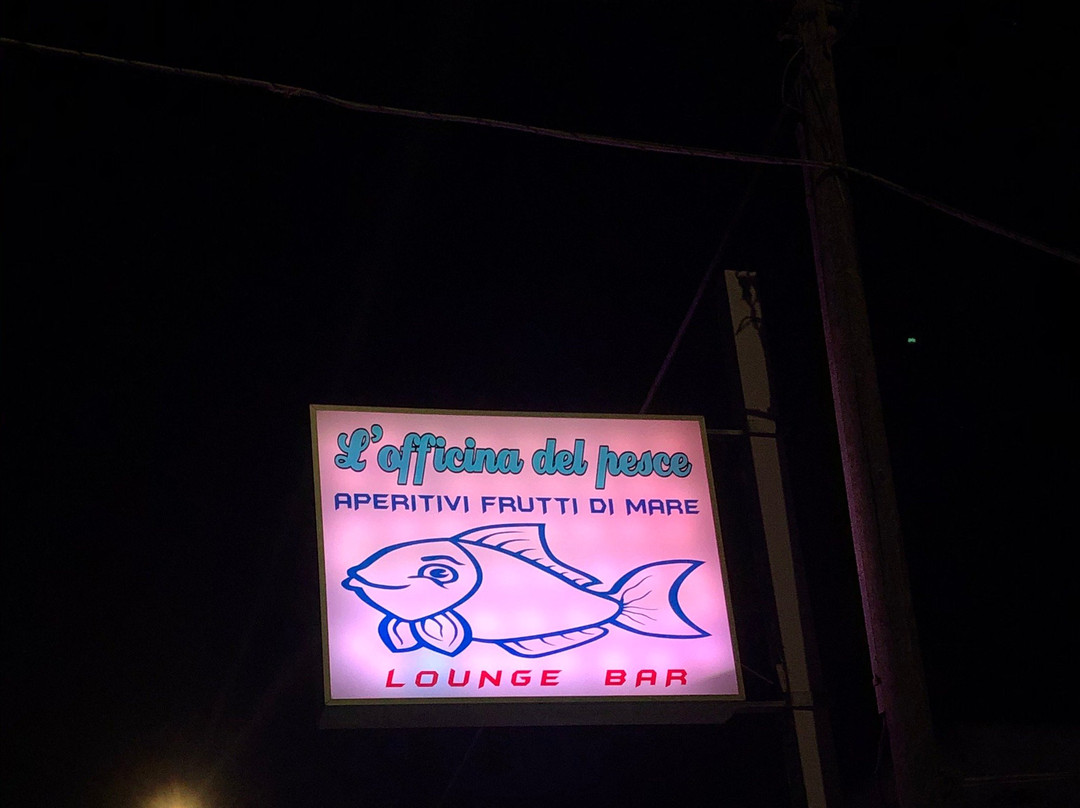 L'officina del pesce
APERITIVI FRUTTI DI MARE
LOUNGE BAR